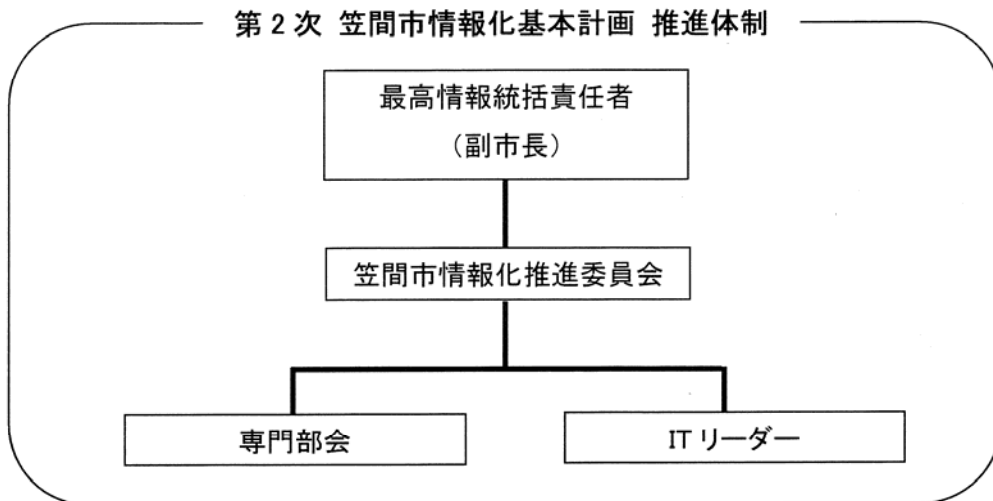 第2次 笠間市情報化基本計画 推進体制
最高情報統括責任者
（副市長）
笠間市情報化推進委員会
専門部会
ITリーダー